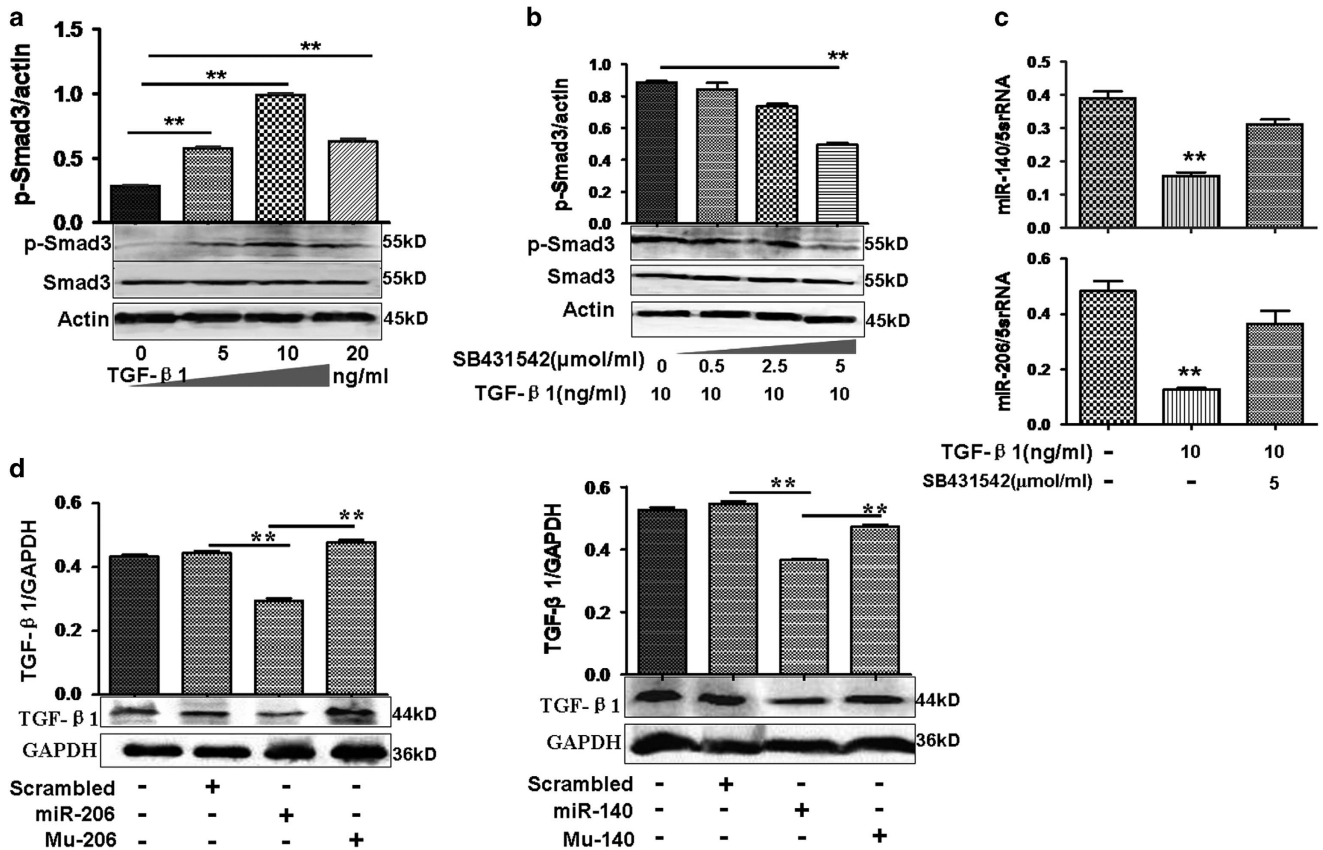 a
p-Smad3/actin
1.5
1.0
0.5
0.0
**
**
**
p-Smad3
55kD
Smad3
55kD
Actin
45kD
0 5 10 20
TGF-β 1
ng/ml
b
p-Smad3/actin
1.0
0.8
0.6
0.4
0.2
0.0
**
p-Smad3
55kD
Smad3
55kD
Actin
45kD
SB431542(μmol/ml) 0 0.5 2.5 5
TGF-β 1(ng/ml) 10 10 10 10
c
miR-140/5srRNA
0.5
0.4
0.3
0.2
0.1
0.0
**
miR-206/5srRNA
0.6
0.4
0.2
0.0
**
TGF-β 1(ng/ml) - 10 10
SB431542(μmol/ml) - - 5
d
TGF-β 1/GAPDH
0.6
0.4
0.2
0.0
**
**
TGF-β 1
44kD
GAPDH
36kD
Scrambled - + - -
miR-206 - - + -
Mu-206 - - - +
TGF-β 1/GAPDH
0.6
0.4
0.2
0.0
**
**
TGF-β 1
44kD
GAPDH
36kD
Scrambled - + - -
miR-140 - - + -
Mu-140 - - - +